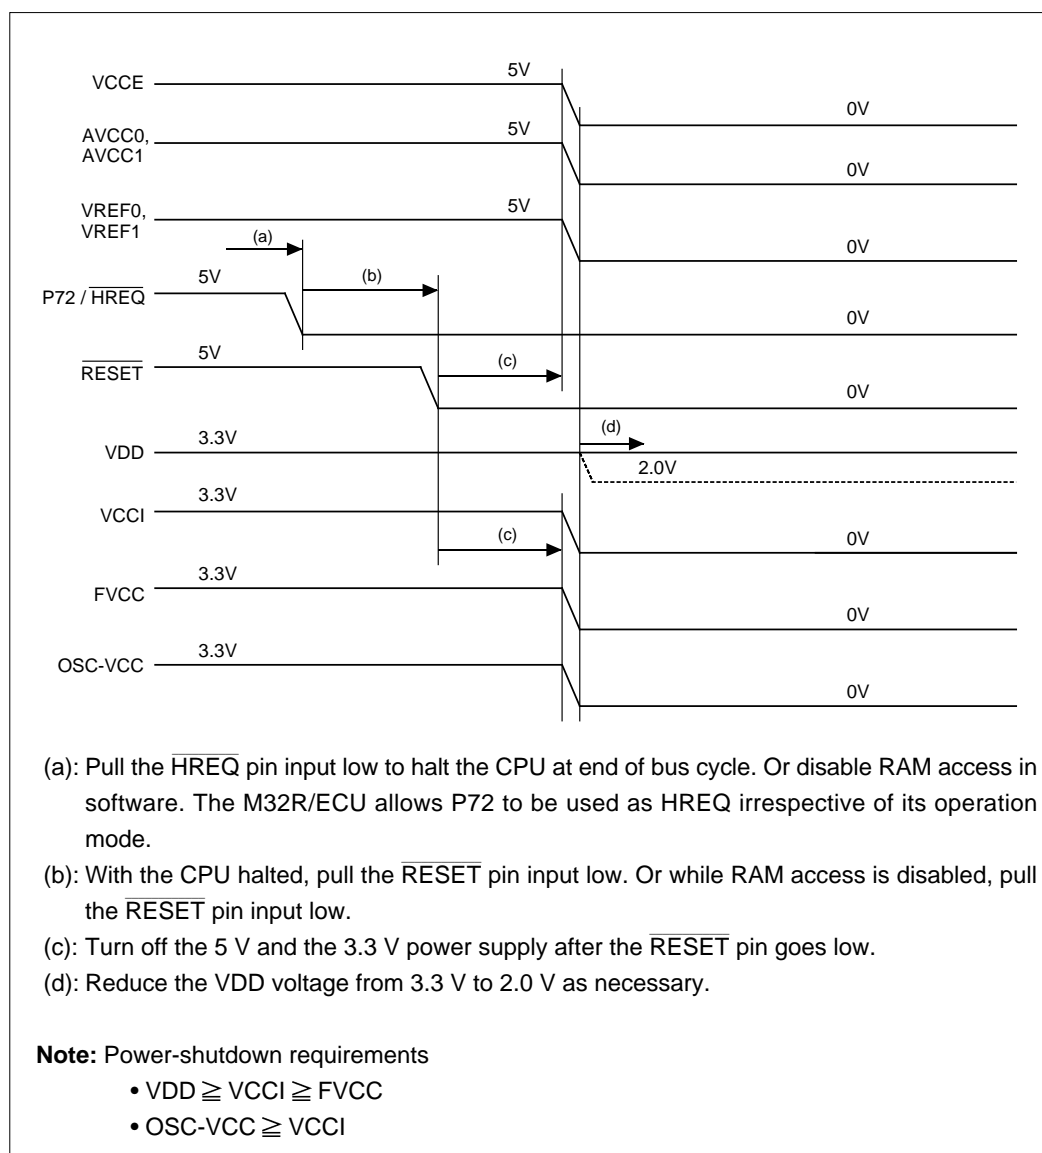 VCCE 5V 0V
AVCC0,
AVCC1 5V 0V
VREF0,
VREF1 5V 0V
(a)
P72 / HREQ 5V (b) 0V
RESET 5V (c) 0V
VDD 3.3V (d) 2.0V
VCCI 3.3V (c) 0V
FVCC 3.3V 0V
OSC-VCC 3.3V 0V
(a): Pull the HREQ pin input low to halt the CPU at end of bus cycle. Or disable RAM access in
software. The M32R/ECU allows P72 to be used as HREQ irrespective of its operation
mode.
(b): With the CPU halted, pull the RESET pin input low. Or while RAM access is disabled, pull
the RESET pin input low.
(c): Turn off the 5 V and the 3.3 V power supply after the RESET pin goes low.
(d): Reduce the VDD voltage from 3.3 V to 2.0 V as necessary.
Note: Power-shutdown requirements
• VDD ≧ VCCI ≧ FVCC
• OSC-VCC ≧ VCCI